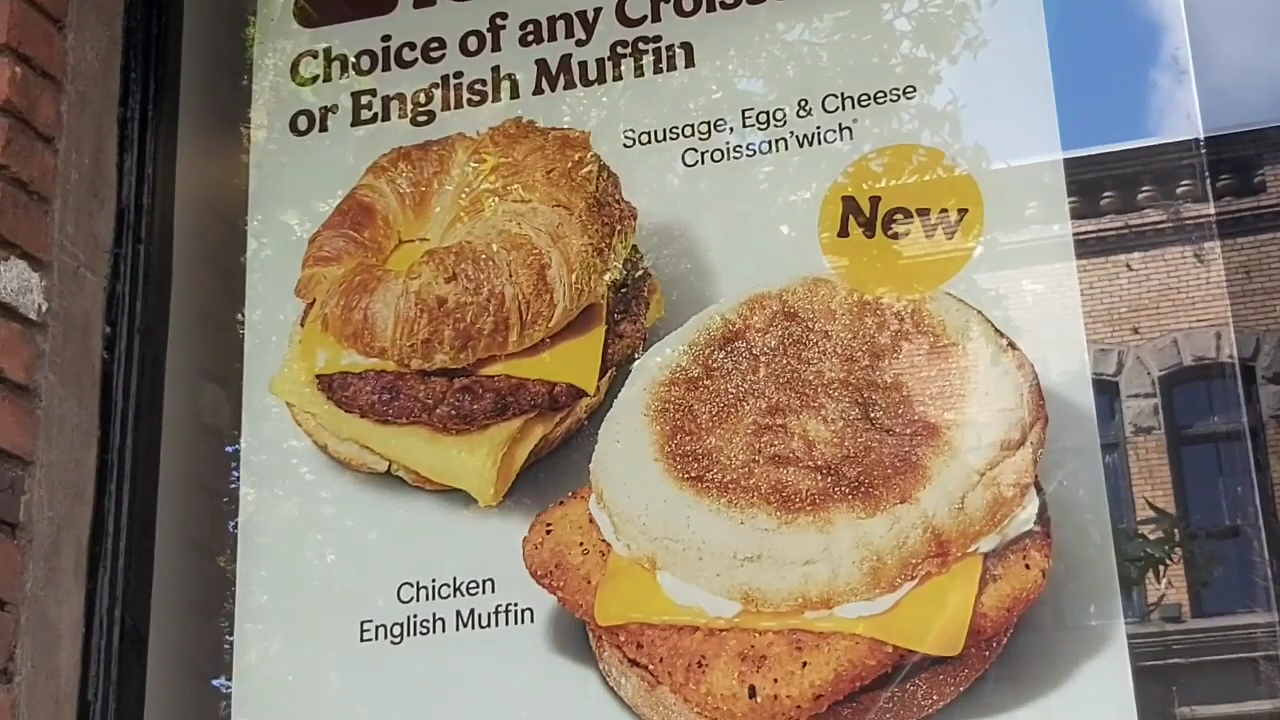 Choice of any
or English Muffin
Sausage, Egg & Cheese
Croissan'wich®
New
Chicken
English Muffin